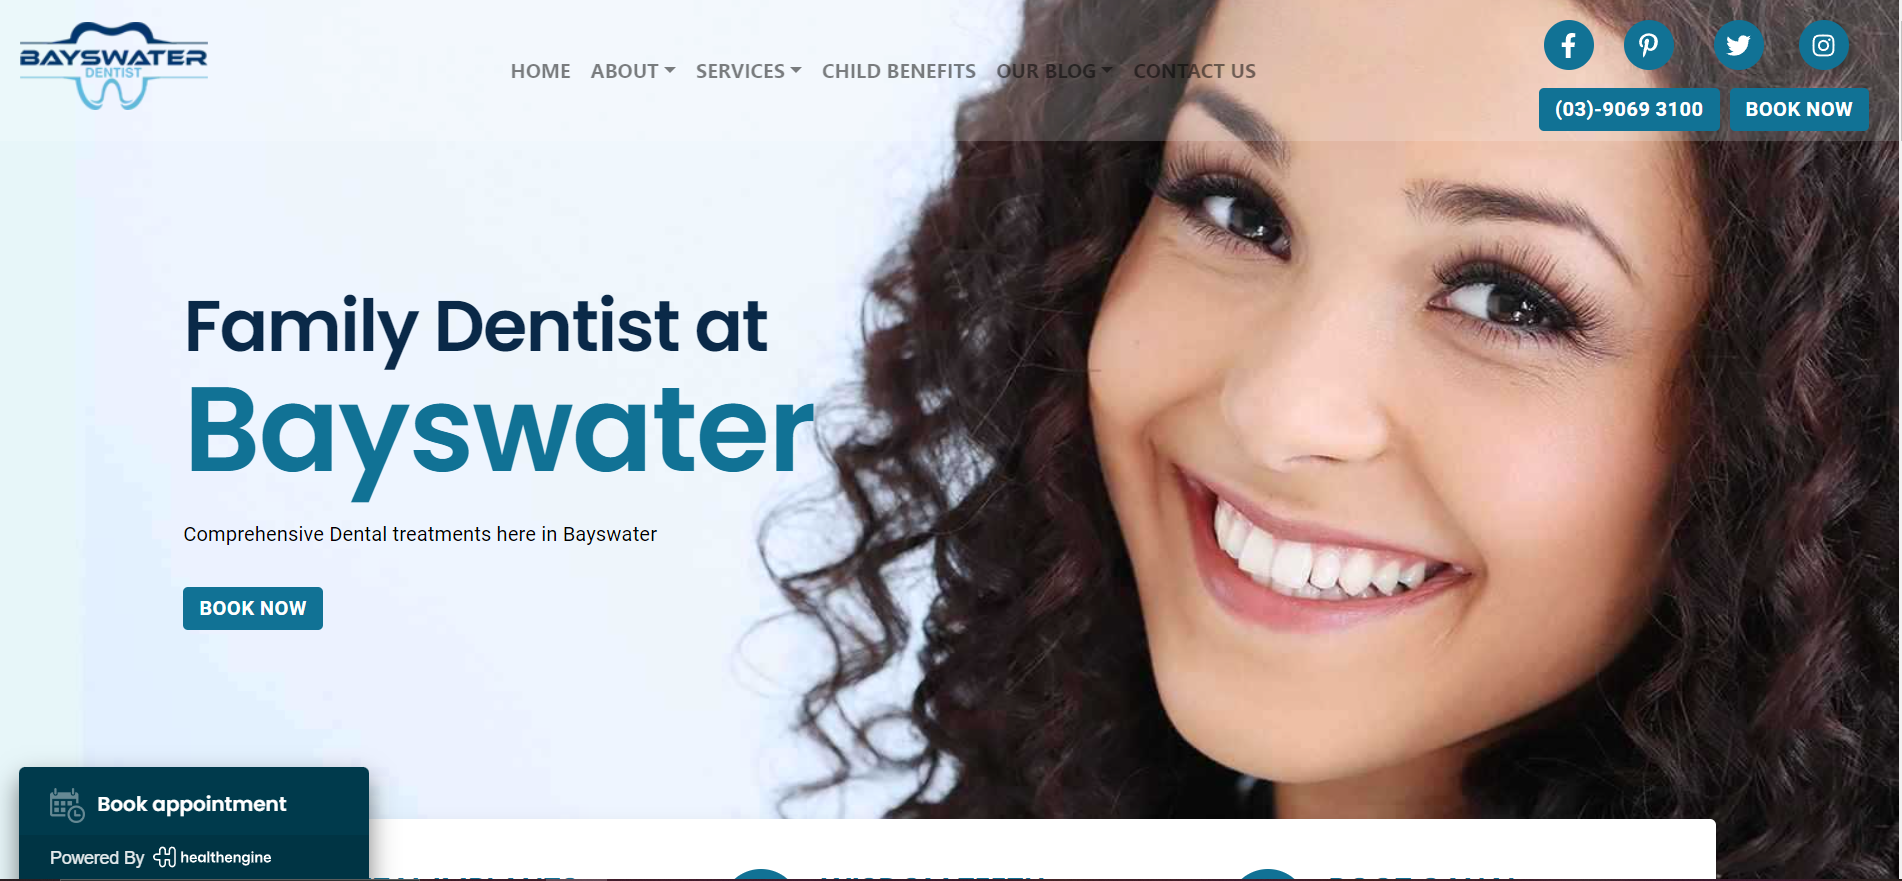 BAYSWATER
DENTIST
HOME ABOUT SERVICES CHILD BENEFITS OUR BLOG CONTACT US
(03)-9069 3100 BOOK NOW
Family Dentist at
Bayswater
Comprehensive Dental treatments here in Bayswater
BOOK NOW
Book appointment
Powered By healthengine